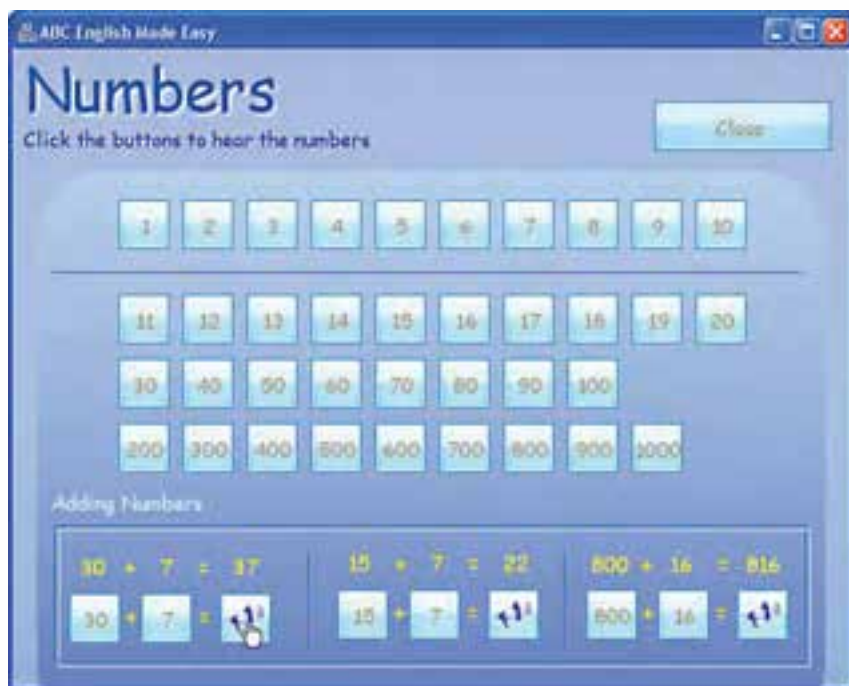 ABC English Made Easy
Numbers
Click the buttons to hear the numbers
Close
1 2 3 4 5 6 7 8 9 10
11 12 13 14 15 16 17 18 19 20
30 40 50 60 70 80 90 100
200 300 400 500 600 700 800 900 1000
Adding Numbers
30 + 7 = 37 15 + 7 = 22 800 + 16 = 816
30 + 7 = 15 + 7 = 800 + 16 =